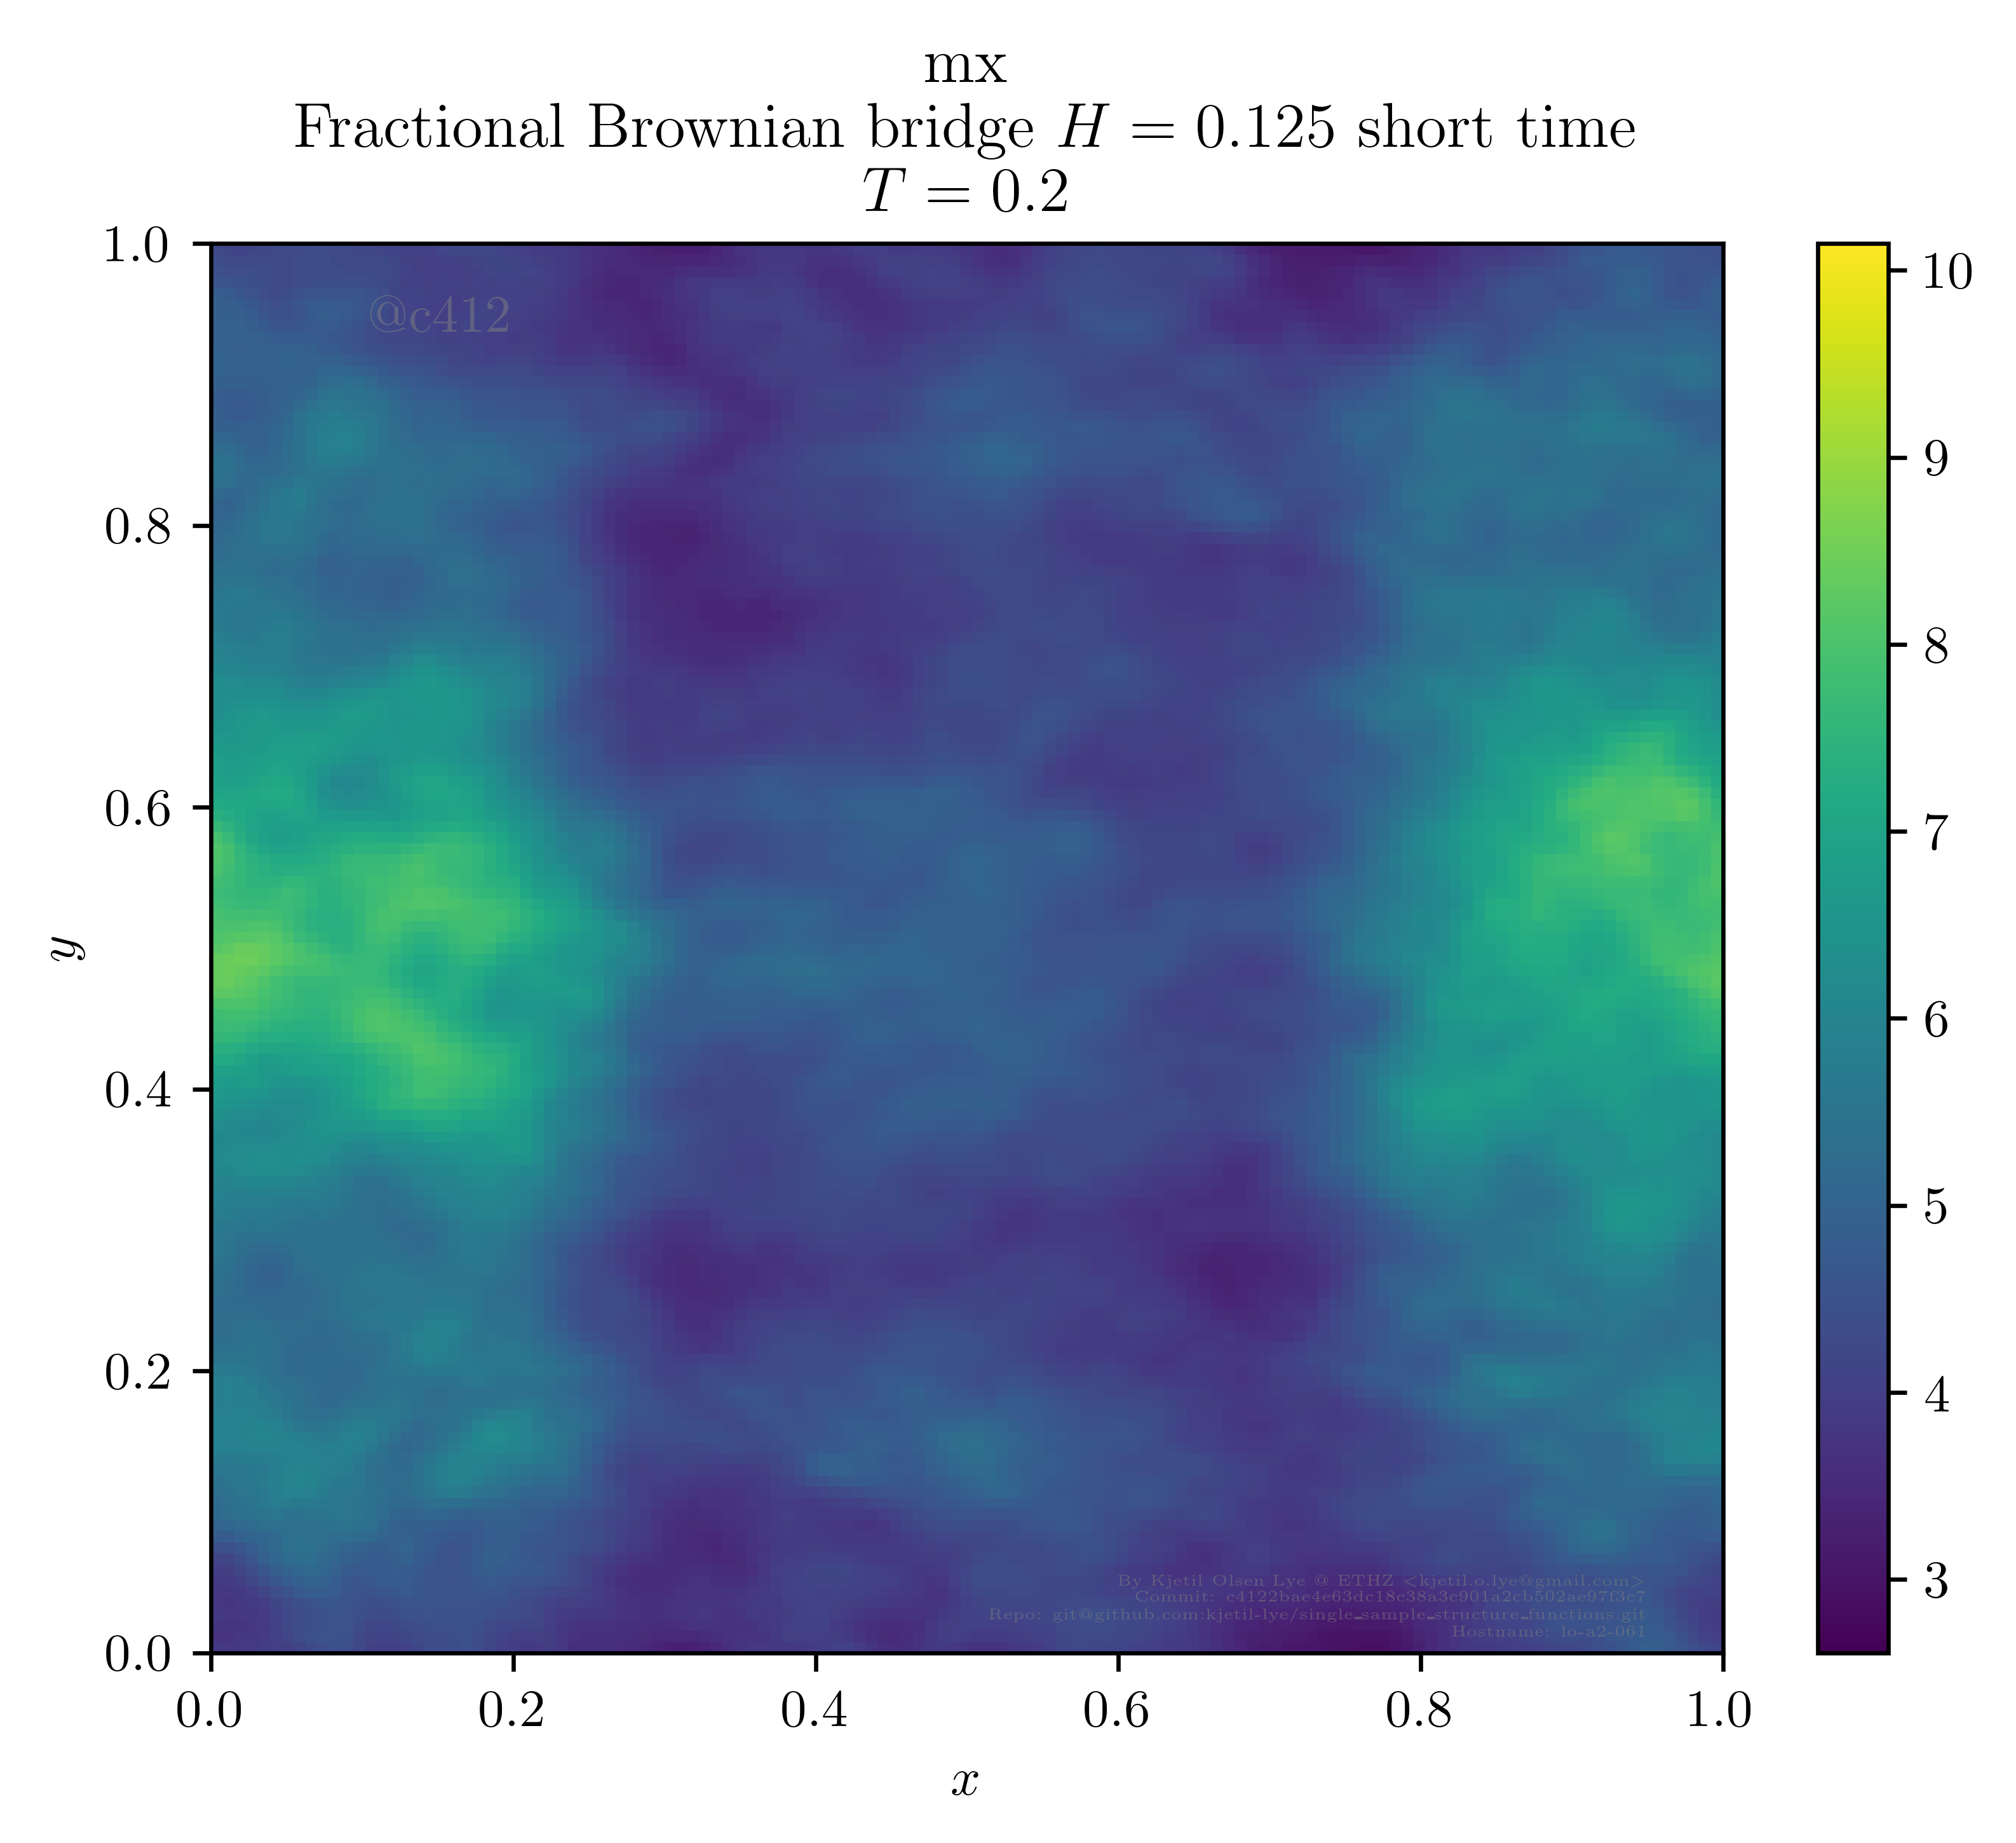 mx
Fractional Brownian bridge H = 0.125 short time
T = 0.2
@c412
1.0
0.8
0.6
0.4
0.2
0.0
y
0.0 0.2 0.4 0.6 0.8 1.0
x
10
9
8
7
6
5
4
3
By Kjetil Olsen Lye @ ETHZ <kjetil.o.lye@gmail.com>
Commit: c4122bae4e63dc18c38a3c901a2cb502ae97f3c7
Repo: git@github.com:kjetil-lye/single_sample_structure_functions.git
Hostname: lo-a2-061